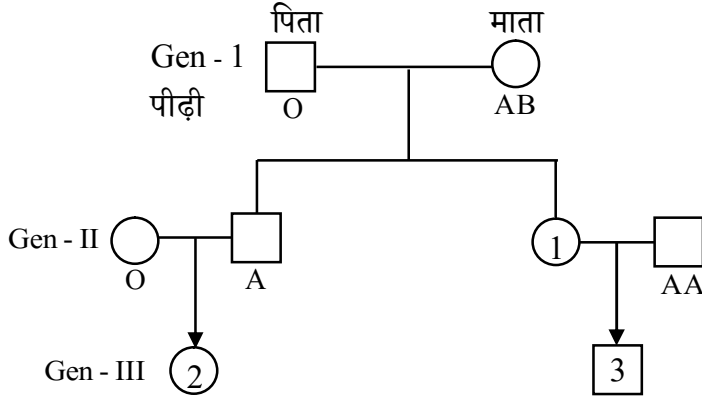 पिता माता
Gen - 1
पीढ़ी
O AB
Gen - II
1
O A AA
Gen - III 2 3